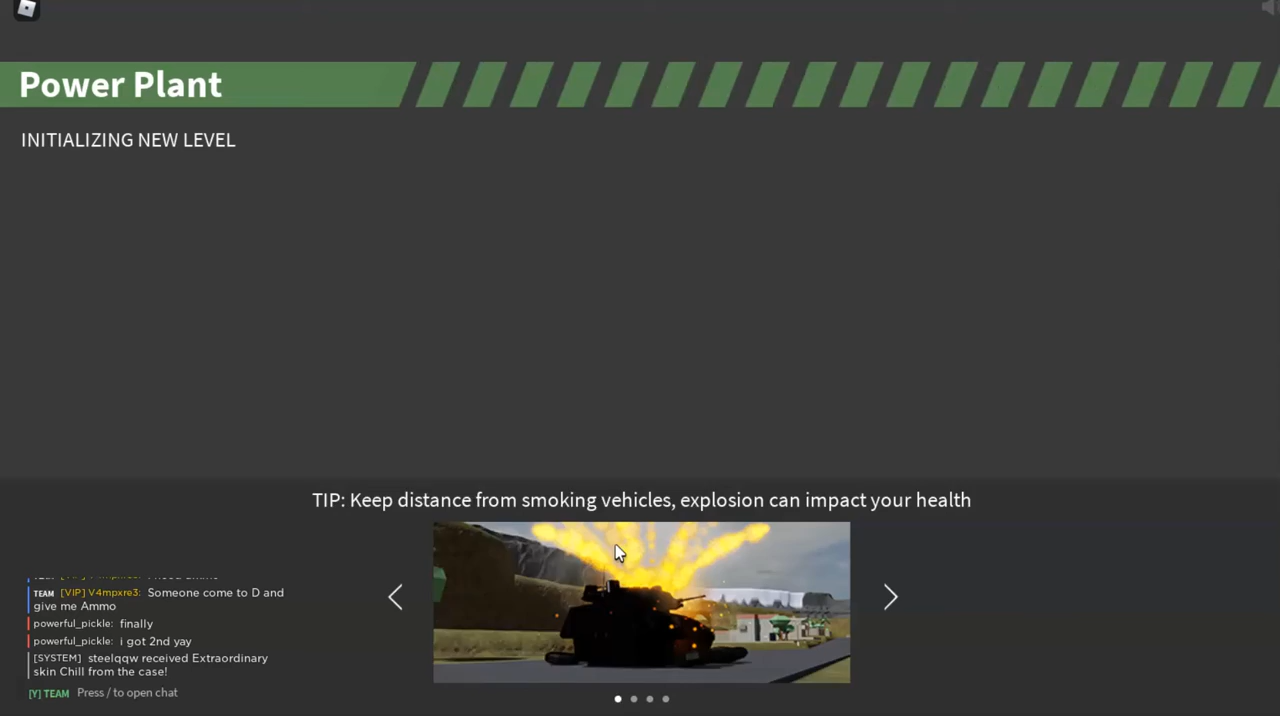 Power Plant
INITIALIZING NEW LEVEL
TIP: Keep distance from smoking vehicles, explosion can impact your health
TEAM [VIP] V4mpxre3: Someone come to D and
give me Ammo
powerful_pickle: finally
powerful_pickle: i got 2nd yay
[SYSTEM] steelqqw received Extraordinary
skin Chill from the case!
[Y] TEAM Press / to open chat